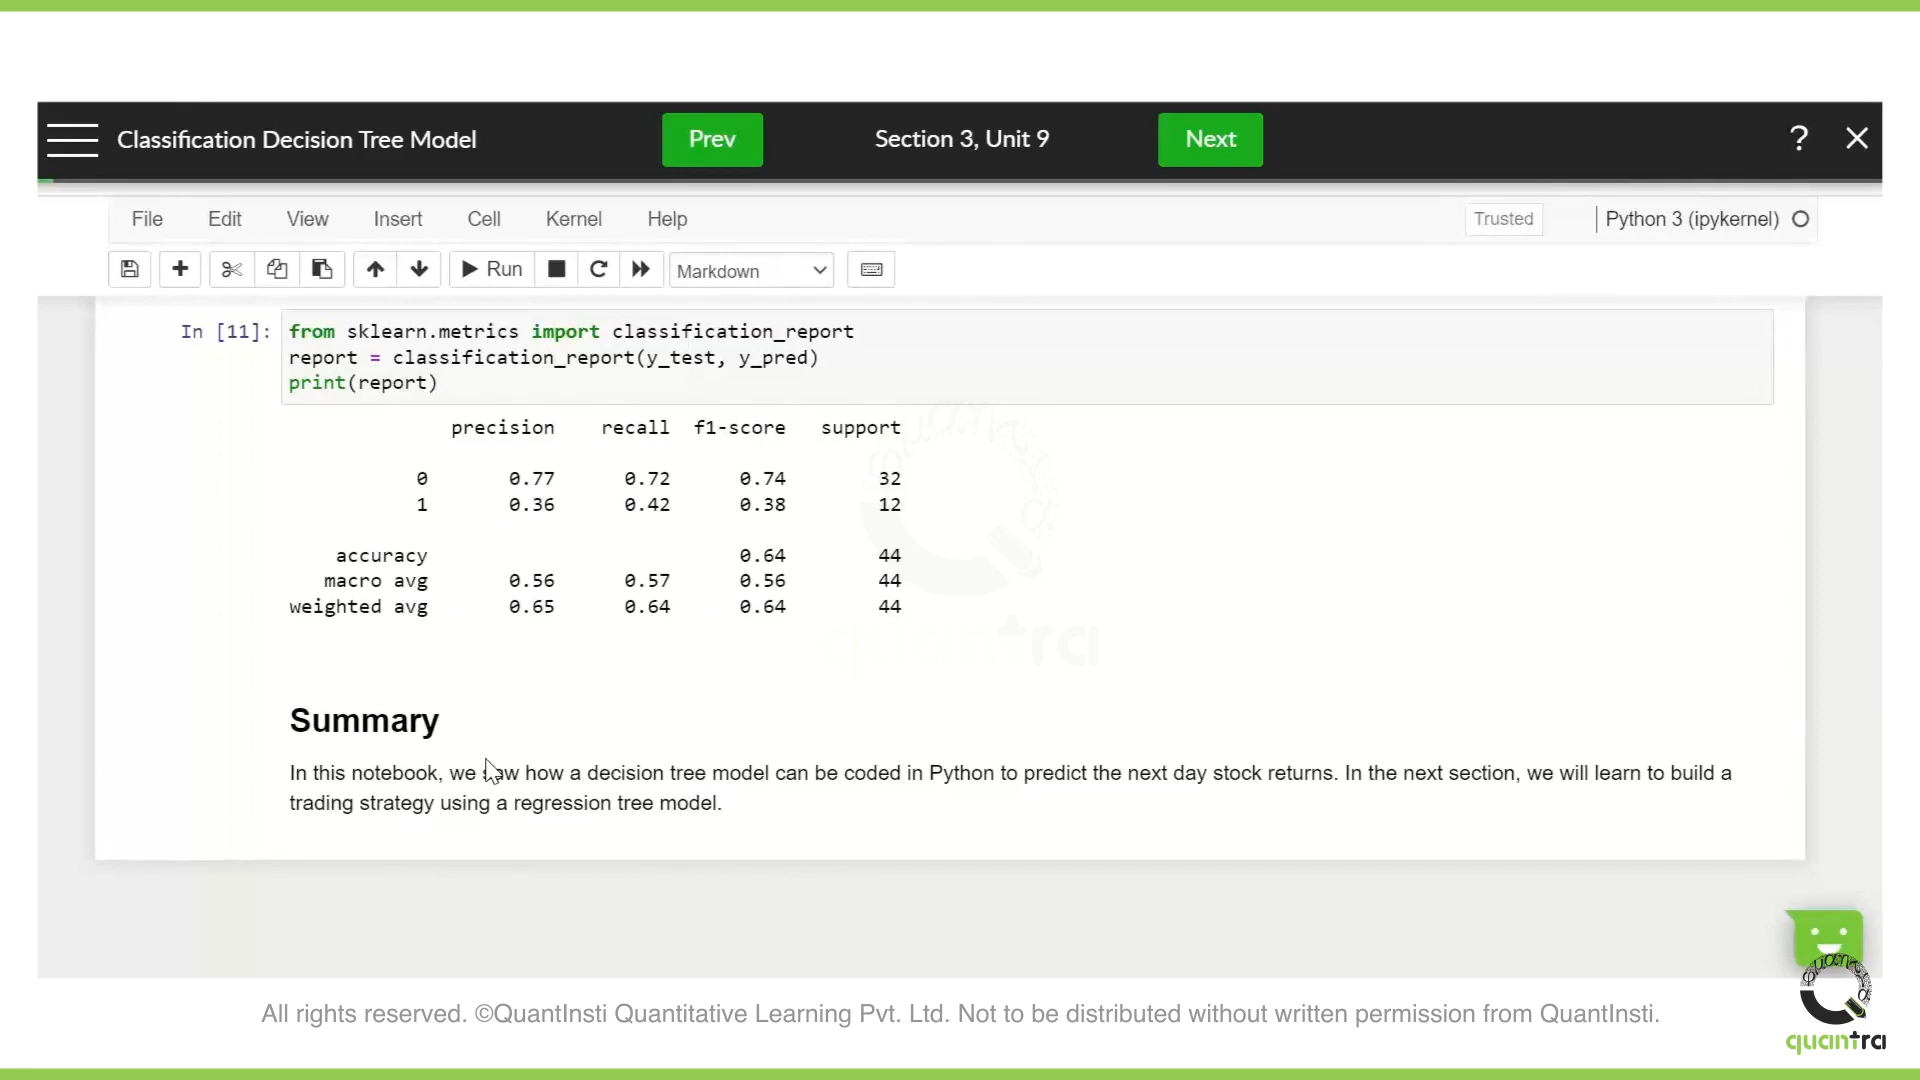 Classification Decision Tree Model Prev Section 3, Unit 9 Next ?
File Edit View Insert Cell Kernel Help Trusted Python 3 (ipykernel)
Run Markdown
In [11]: from sklearn.metrics import classification_report
report = classification_report(y_test, y_pred)
print(report)
precision recall f1-score support
0 0.77 0.72 0.74 32
1 0.36 0.42 0.38 12
accuracy 0.64 44
macro avg 0.56 0.57 0.56 44
weighted avg 0.65 0.64 0.64 44
quantra
Summary
In this notebook, we saw how a decision tree model can be coded in Python to predict the next day stock returns. In the next section, we will learn to build a
trading strategy using a regression tree model.
All rights reserved. ©QuantInsti Quantitative Learning Pvt. Ltd. Not to be distributed without written permission from QuantInsti.
quantra